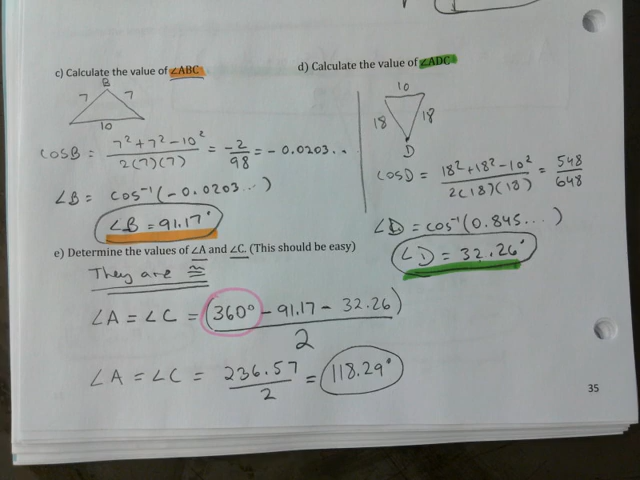 c) Calculate the value of ∠ABC
B
7 7
10
cosB = 7² + 7² - 10² / 2(7)(7) = -2/98 = -0.0203..
∠B = cos⁻¹(-0.0203...)
∠B = 91.17°
d) Calculate the value of ∠ADC
10
18 18
D
cosD = 18² + 18² - 10² / 2(18)(18) = 548/648
∠D = cos⁻¹(0.845...)
∠D = 32.26°
e) Determine the values of ∠A and ∠C. (This should be easy)
They are ≅
∠A = ∠C = (360° - 91.17 - 32.26) / 2
∠A = ∠C = 236.57 / 2 = 118.29°
35